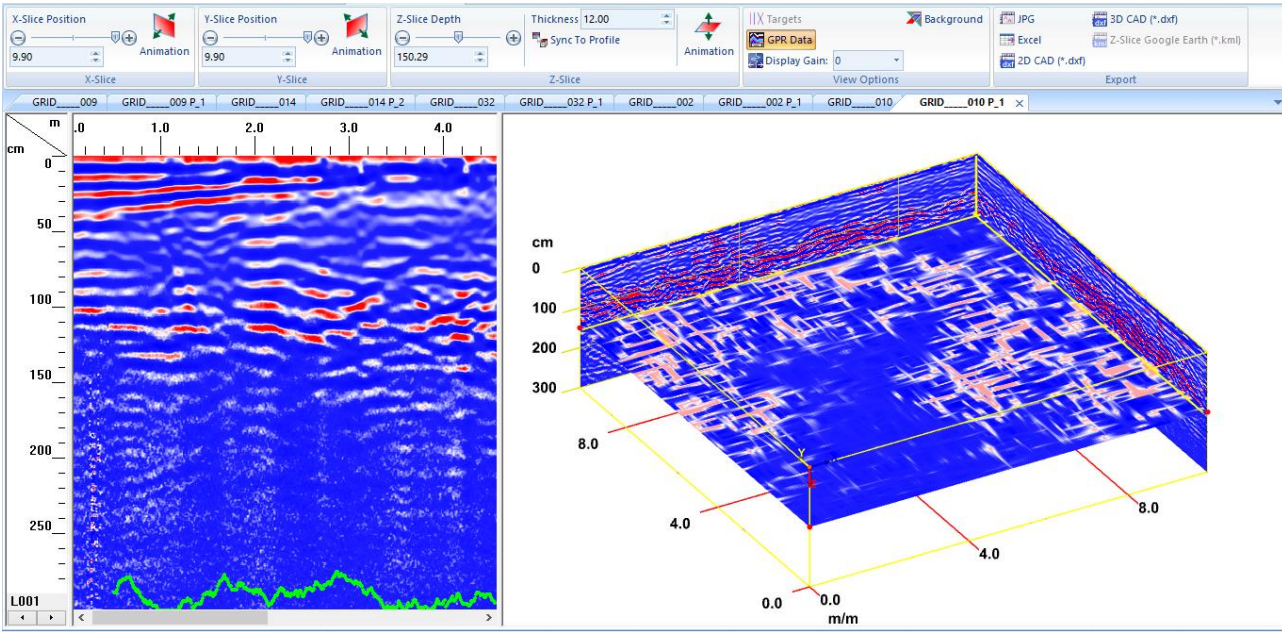 X-Slice Position
9.90
Animation
X-Slice
Y-Slice Position
9.90
Animation
Y-Slice
Z-Slice Depth
150.29
Thickness 12.00
Sync To Profile
Animation
Z-Slice
Targets
GPR Data
Display Gain: 0
Background
View Options
JPG
Excel
2D CAD (*.dxf)
3D CAD (*.dxf)
Z-Slice Google Earth (*.kml)
Export
GRID____009 GRID____009 P_1 GRID____014 GRID____014 P_2 GRID____032 GRID____032 P_1 GRID____002 GRID____002 P_1 GRID____010 GRID____010 P_1 ×
m
cm
.0 1.0 2.0 3.0 4.0
0
50
100
150
200
250
L001
cm
0
100
200
300
8.0
4.0
0.0
Y
0.0
4.0
8.0
m/m